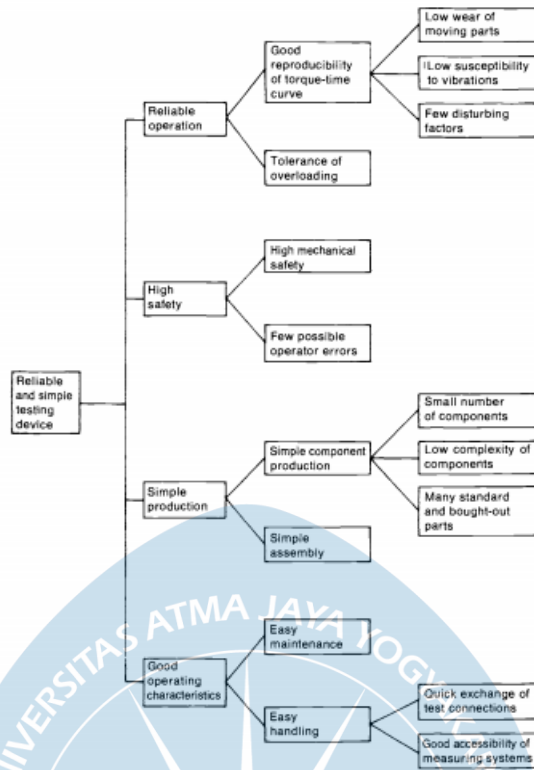 Low wear of
moving parts
Good
reproducibility
of torque-time
curve
Low susceptibility
to vibrations
Few disturbing
factors
Reliable
operation
Tolerance of
overloading
High mechanical
safety
High
safety
Few possible
operator errors
Reliable
and simple
testing
device
Small number
of components
Simple component
production
Low complexity of
components
Many standard
and bought-out
parts
Simple
production
Simple
assembly
Easy
maintenance
Good
operating
characteristics
Easy
handling
Quick exchange of
test connections
Good accessibility of
measuring systems
UNIVERSITAS ATMA JAYA